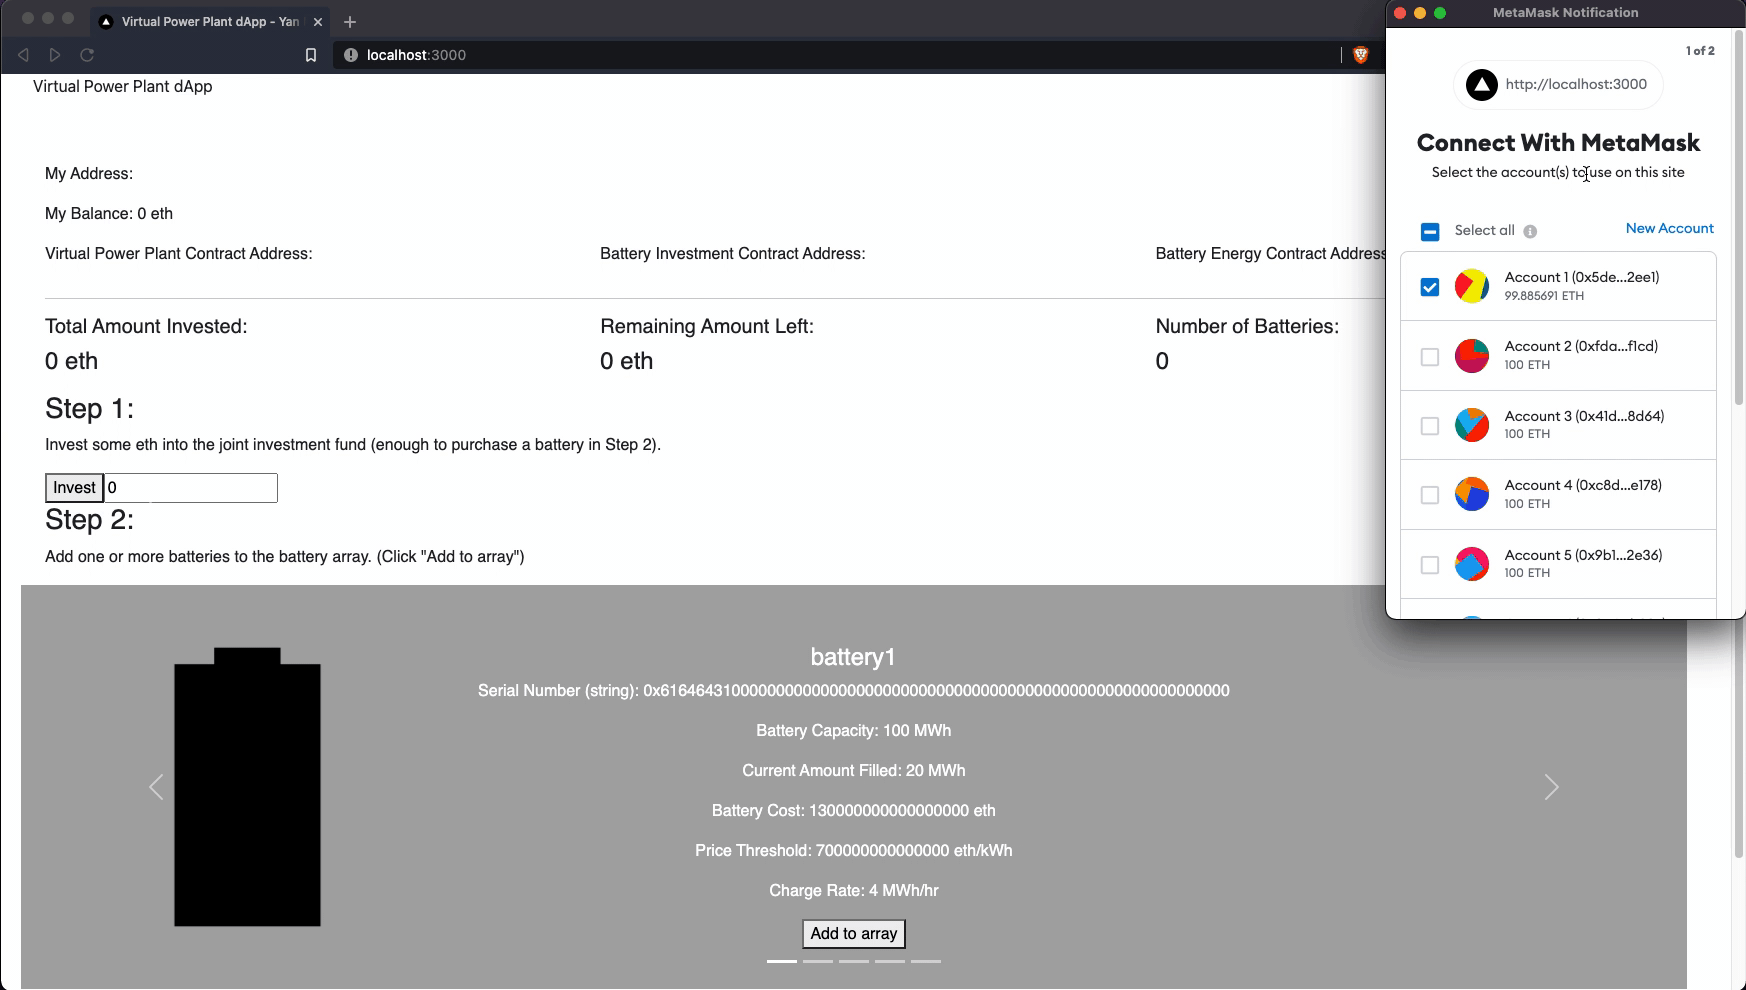 Virtual Power Plant dApp - Yan
localhost:3000
Virtual Power Plant dApp
My Address:
My Balance: 0 eth
Virtual Power Plant Contract Address:
Battery Investment Contract Address:
Battery Energy Contract Address
Total Amount Invested:
0 eth
Remaining Amount Left:
0 eth
Number of Batteries:
0
Step 1:
Invest some eth into the joint investment fund (enough to purchase a battery in Step 2).
Invest
0
Step 2:
Add one or more batteries to the battery array. (Click "Add to array")
battery1
Serial Number (string): 0x6164643100000000000000000000000000000000000000000000000000000000
Battery Capacity: 100 MWh
Current Amount Filled: 20 MWh
Battery Cost: 130000000000000000 eth
Price Threshold: 700000000000000 eth/kWh
Charge Rate: 4 MWh/hr
Add to array
MetaMask Notification
1 of 2
http://localhost:3000
Connect With MetaMask
Select the account(s) to use on this site
Select all
New Account
Account 1 (0x5de...2ee1)
99.885691 ETH
Account 2 (0xfda...f1cd)
100 ETH
Account 3 (0x41d...8d64)
100 ETH
Account 4 (0xc8d...e178)
100 ETH
Account 5 (0x9b1...2e36)
100 ETH